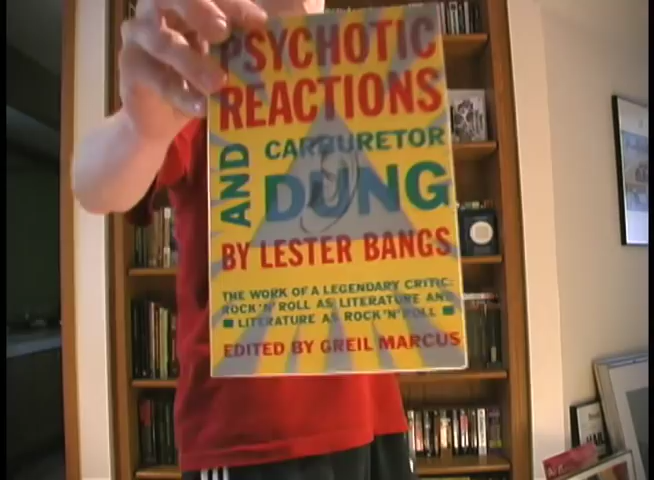 PSYCHOTIC
REACTIONS
AND CARBURETOR
DUNG
BY LESTER BANGS
THE WORK OF A LEGENDARY CRITIC:
ROCK'N'ROLL AS LITERATURE AND
LITERATURE AS ROCK'N'ROLL
EDITED BY GREIL MARCUS